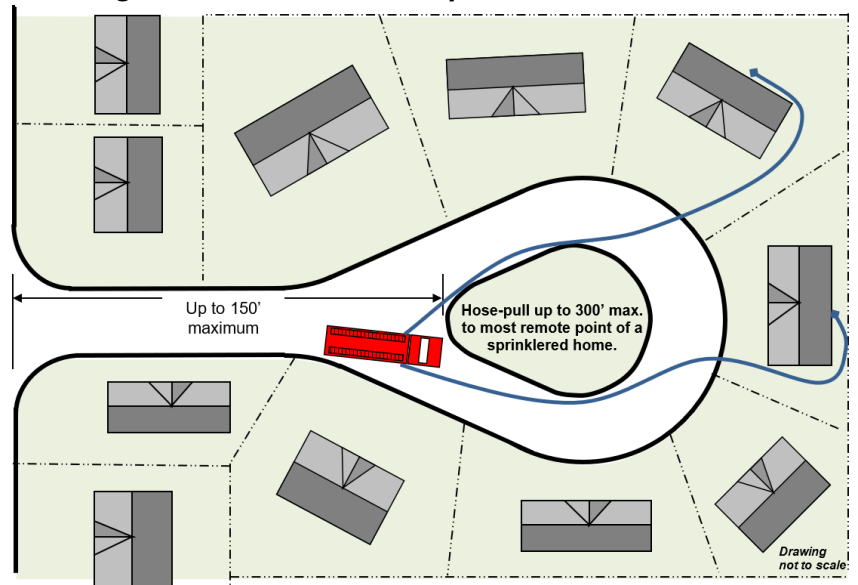 Up to 150’
maximum
Hose-pull up to 300’ max.
to most remote point of a
sprinklered home.
Drawing
not to scale